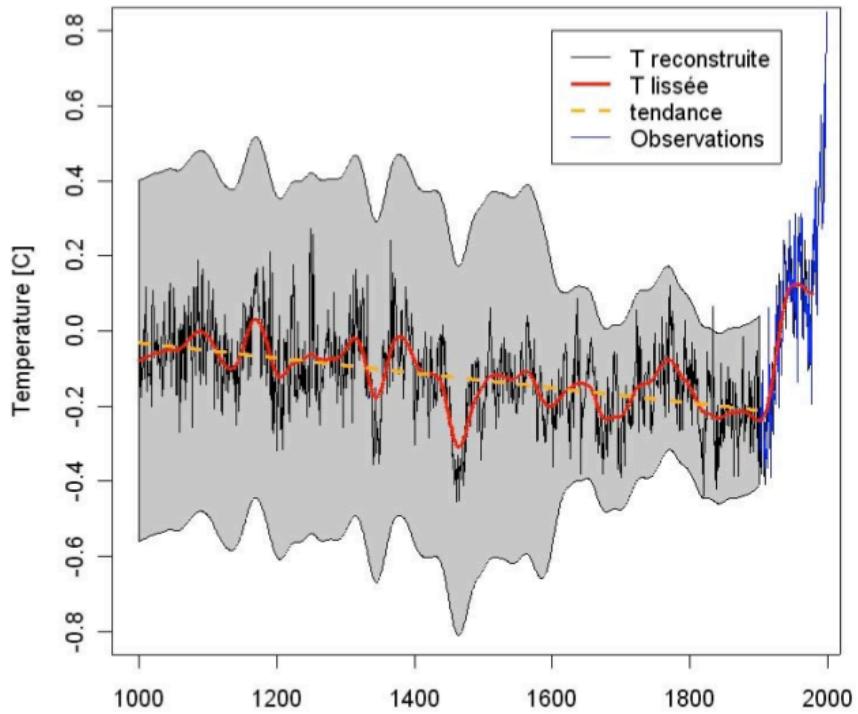 T reconstruite
T lissée
tendance
Observations
Temperature [C]
0.8
0.6
0.4
0.2
0.0
-0.2
-0.4
-0.6
-0.8
1000 1200 1400 1600 1800 2000